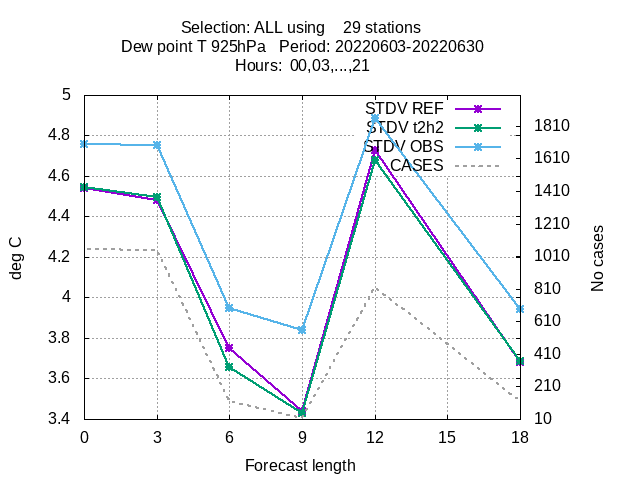 Selection: ALL using    29 stations
Dew point T 925hPa   Period: 20220603-20220630
Hours:  00,03,...,21
STDV REF
STDV t2h2
STDV OBS
CASES
5
4.8
4.6
4.4
4.2
4
3.8
3.6
3.4
deg C
1810
1610
1410
1210
1010
810
610
410
210
10
No cases
0 3 6 9 12 15 18
Forecast length